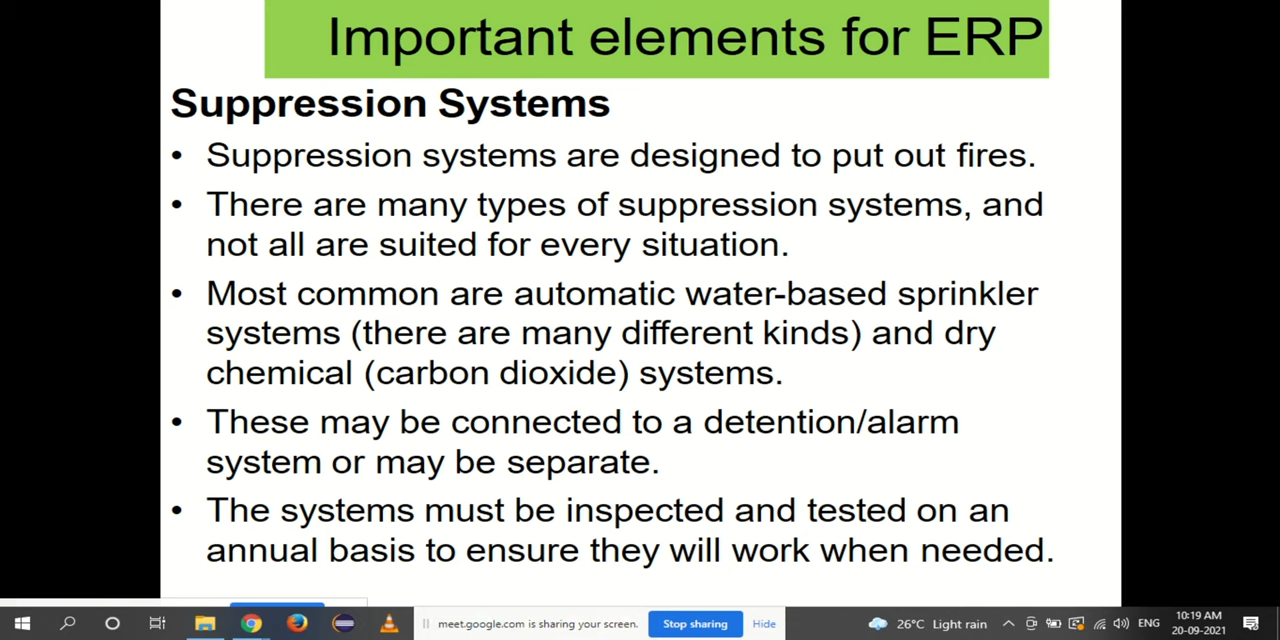 Important elements for ERP
Suppression Systems
• Suppression systems are designed to put out fires.
• There are many types of suppression systems, and
not all are suited for every situation.
• Most common are automatic water-based sprinkler
systems (there are many different kinds) and dry
chemical (carbon dioxide) systems.
• These may be connected to a detention/alarm
system or may be separate.
• The systems must be inspected and tested on an
annual basis to ensure they will work when needed.
meet.google.com is sharing your screen.
Stop sharing
Hide
26°C Light rain
ENG
10:19 AM
20-09-2021